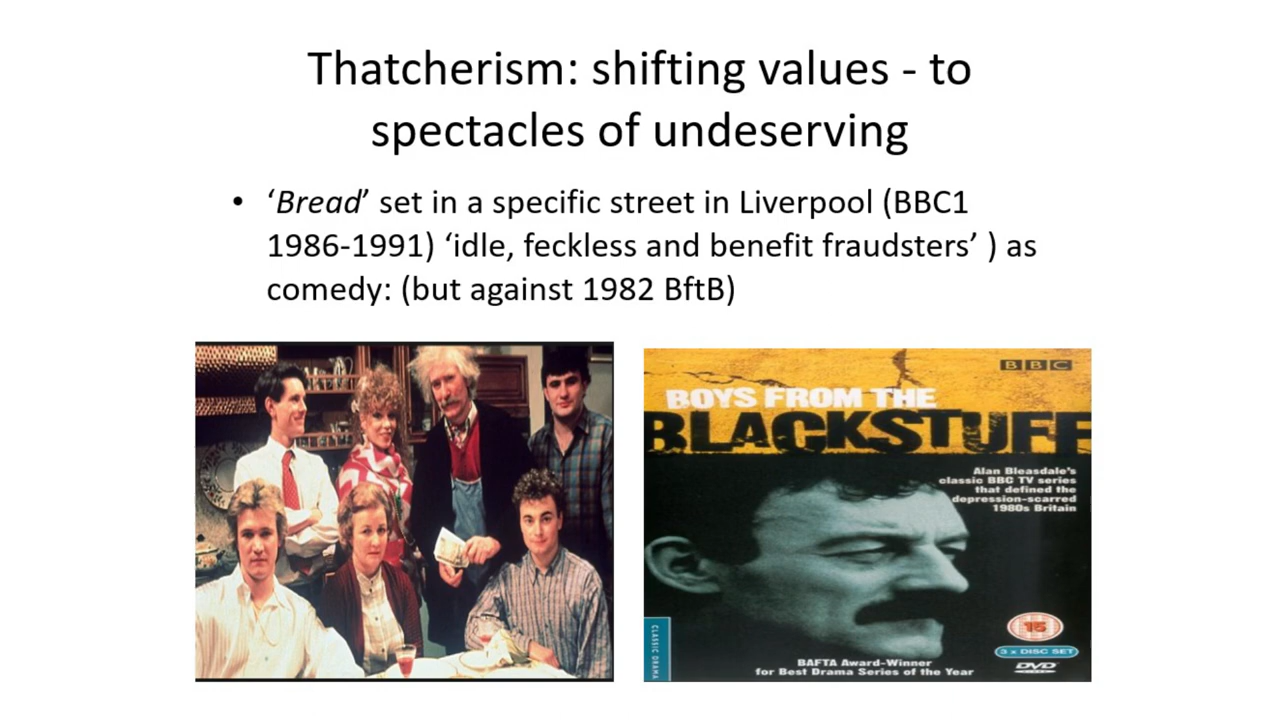 Thatcherism: shifting values - to
spectacles of undeserving
• ‘Bread’ set in a specific street in Liverpool (BBC1
1986-1991) ‘idle, feckless and benefit fraudsters’ ) as
comedy: (but against 1982 BftB)
BBC
BOYS FROM THE
BLACKSTUFF
Alan Bleasdale's
classic BBC TV series
that defined the
depression-scarred
1980s Britain
15
CLASSIC DRAMA
3 x DISC SET
DVD
BAFTA Award-Winner
for Best Drama Series of the Year